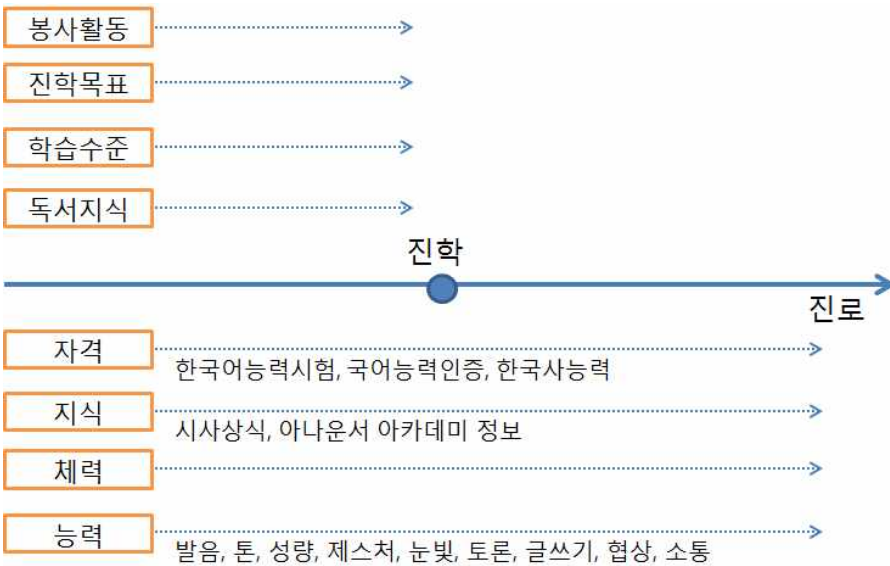 봉사활동
진학목표
학습수준
독서지식
진학
진로
자격
한국어능력시험, 국어능력인증, 한국사능력
지식
시사상식, 아나운서 아카데미 정보
체력
능력
발음, 톤, 성량, 제스처, 눈빛, 토론, 글쓰기, 협상, 소통